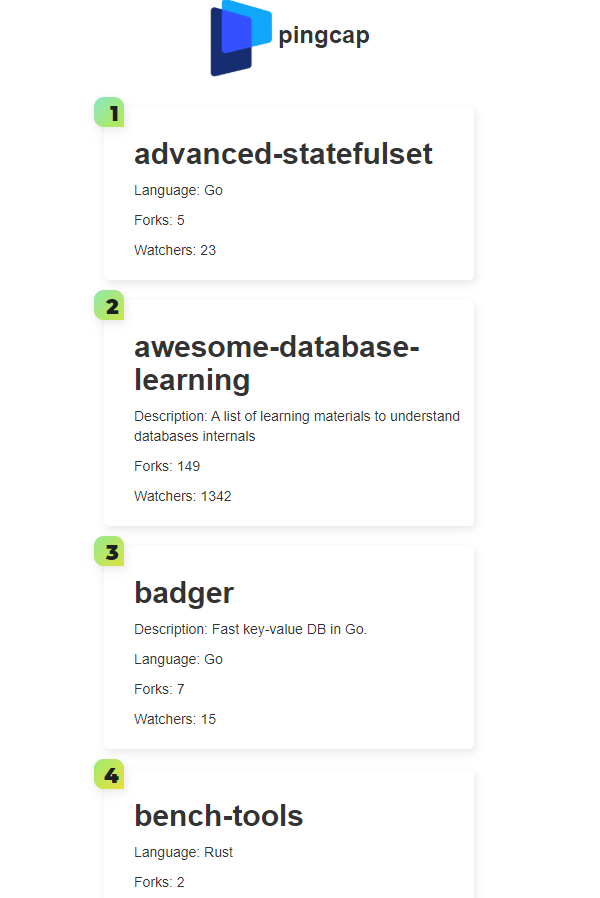 pingcap
1
advanced-statefulset
Language: Go
Forks: 5
Watchers: 23
2
awesome-database-
learning
Description: A list of learning materials to understand
databases internals
Forks: 149
Watchers: 1342
3
badger
Description: Fast key-value DB in Go.
Language: Go
Forks: 7
Watchers: 15
4
bench-tools
Language: Rust
Forks: 2